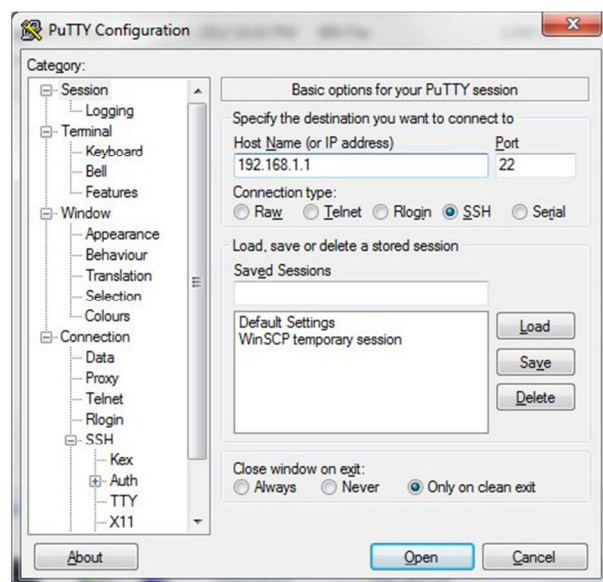 PuTTY Configuration
Category:
Session
Logging
Terminal
Keyboard
Bell
Features
Window
Appearance
Behaviour
Translation
Selection
Colours
Connection
Data
Proxy
Telnet
Rlogin
SSH
Kex
Auth
TTY
X11
Basic options for your PuTTY session
Specify the destination you want to connect to
Host Name (or IP address) Port
192.168.1.1 22
Connection type:
Raw Telnet Rlogin SSH Serial
Load, save or delete a stored session
Saved Sessions
Default Settings
WinSCP temporary session
Load
Save
Delete
Close window on exit:
Always Never Only on clean exit
About Open Cancel